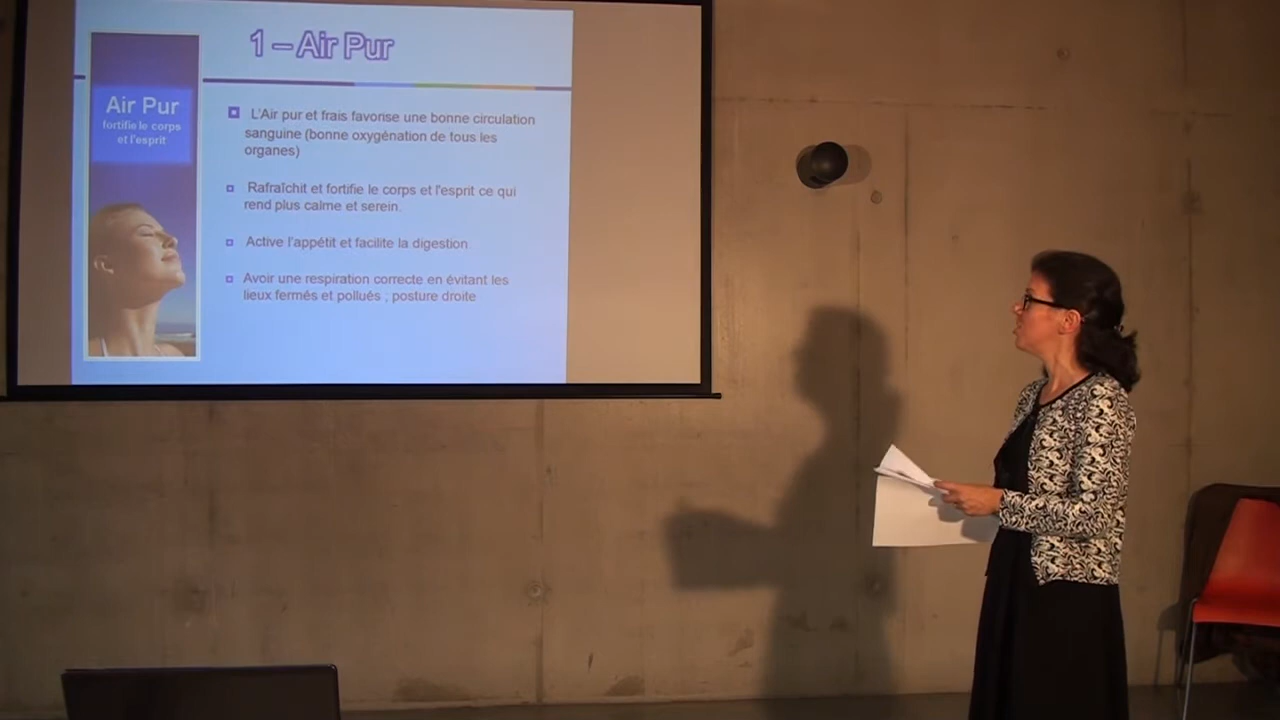 1 – Air Pur
Air Pur
fortifie le corps
et l'esprit
L'Air pur et frais favorise une bonne circulation
sanguine (bonne oxygénation de tous les
organes)
Rafraîchit et fortifie le corps et l'esprit ce qui
rend plus calme et serein.
Active l'appétit et facilite la digestion.
Avoir une respiration correcte en évitant les
lieux fermés et pollués ; posture droite